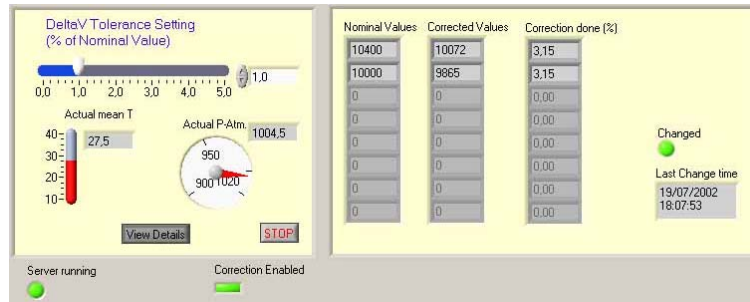 DeltaV Tolerance Setting
(% of Nominal Value)
0,0 1,0 2,0 3,0 4,0 5,0
1,0
Actual mean T
40
30
20
10
27,5
Actual P-Atm.
1004,5
950
900 1020
View Details
STOP
Server running
Correction Enabled
Nominal Values Corrected Values Correction done (%)
10400 10072 3,15
10000 9865 3,15
0 0 0,00
0 0 0,00
0 0 0,00
0 0 0,00
0 0 0,00
0 0 0,00
Changed
Last Change time
19/07/2002
18:07:53